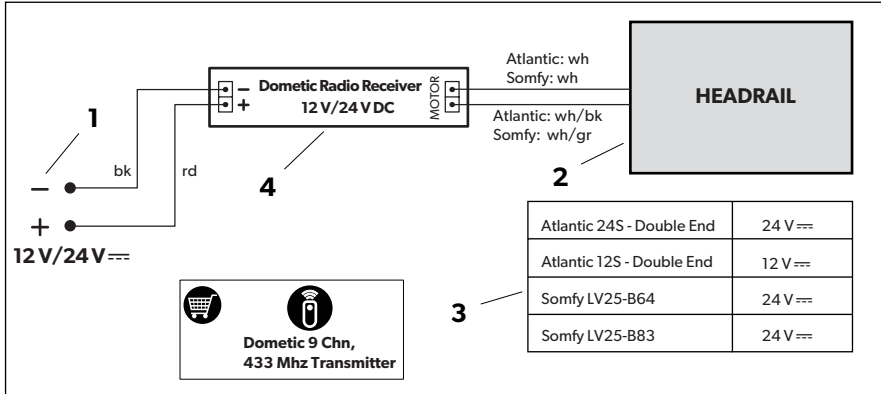 Atlantic: wh
Somfy: wh
HEADRAIL
− Dometic Radio Receiver
+ 12 V/24 V DC
MOTOR
Atlantic: wh/bk
Somfy: wh/gr
1
2
4
bk
rd
−
+
12 V/24 V ⎓
Atlantic 24S - Double End 24 V ⎓
Atlantic 12S - Double End 12 V ⎓
Somfy LV25-B64 24 V ⎓
Somfy LV25-B83 24 V ⎓
3
Dometic 9 Chn,
433 Mhz Transmitter